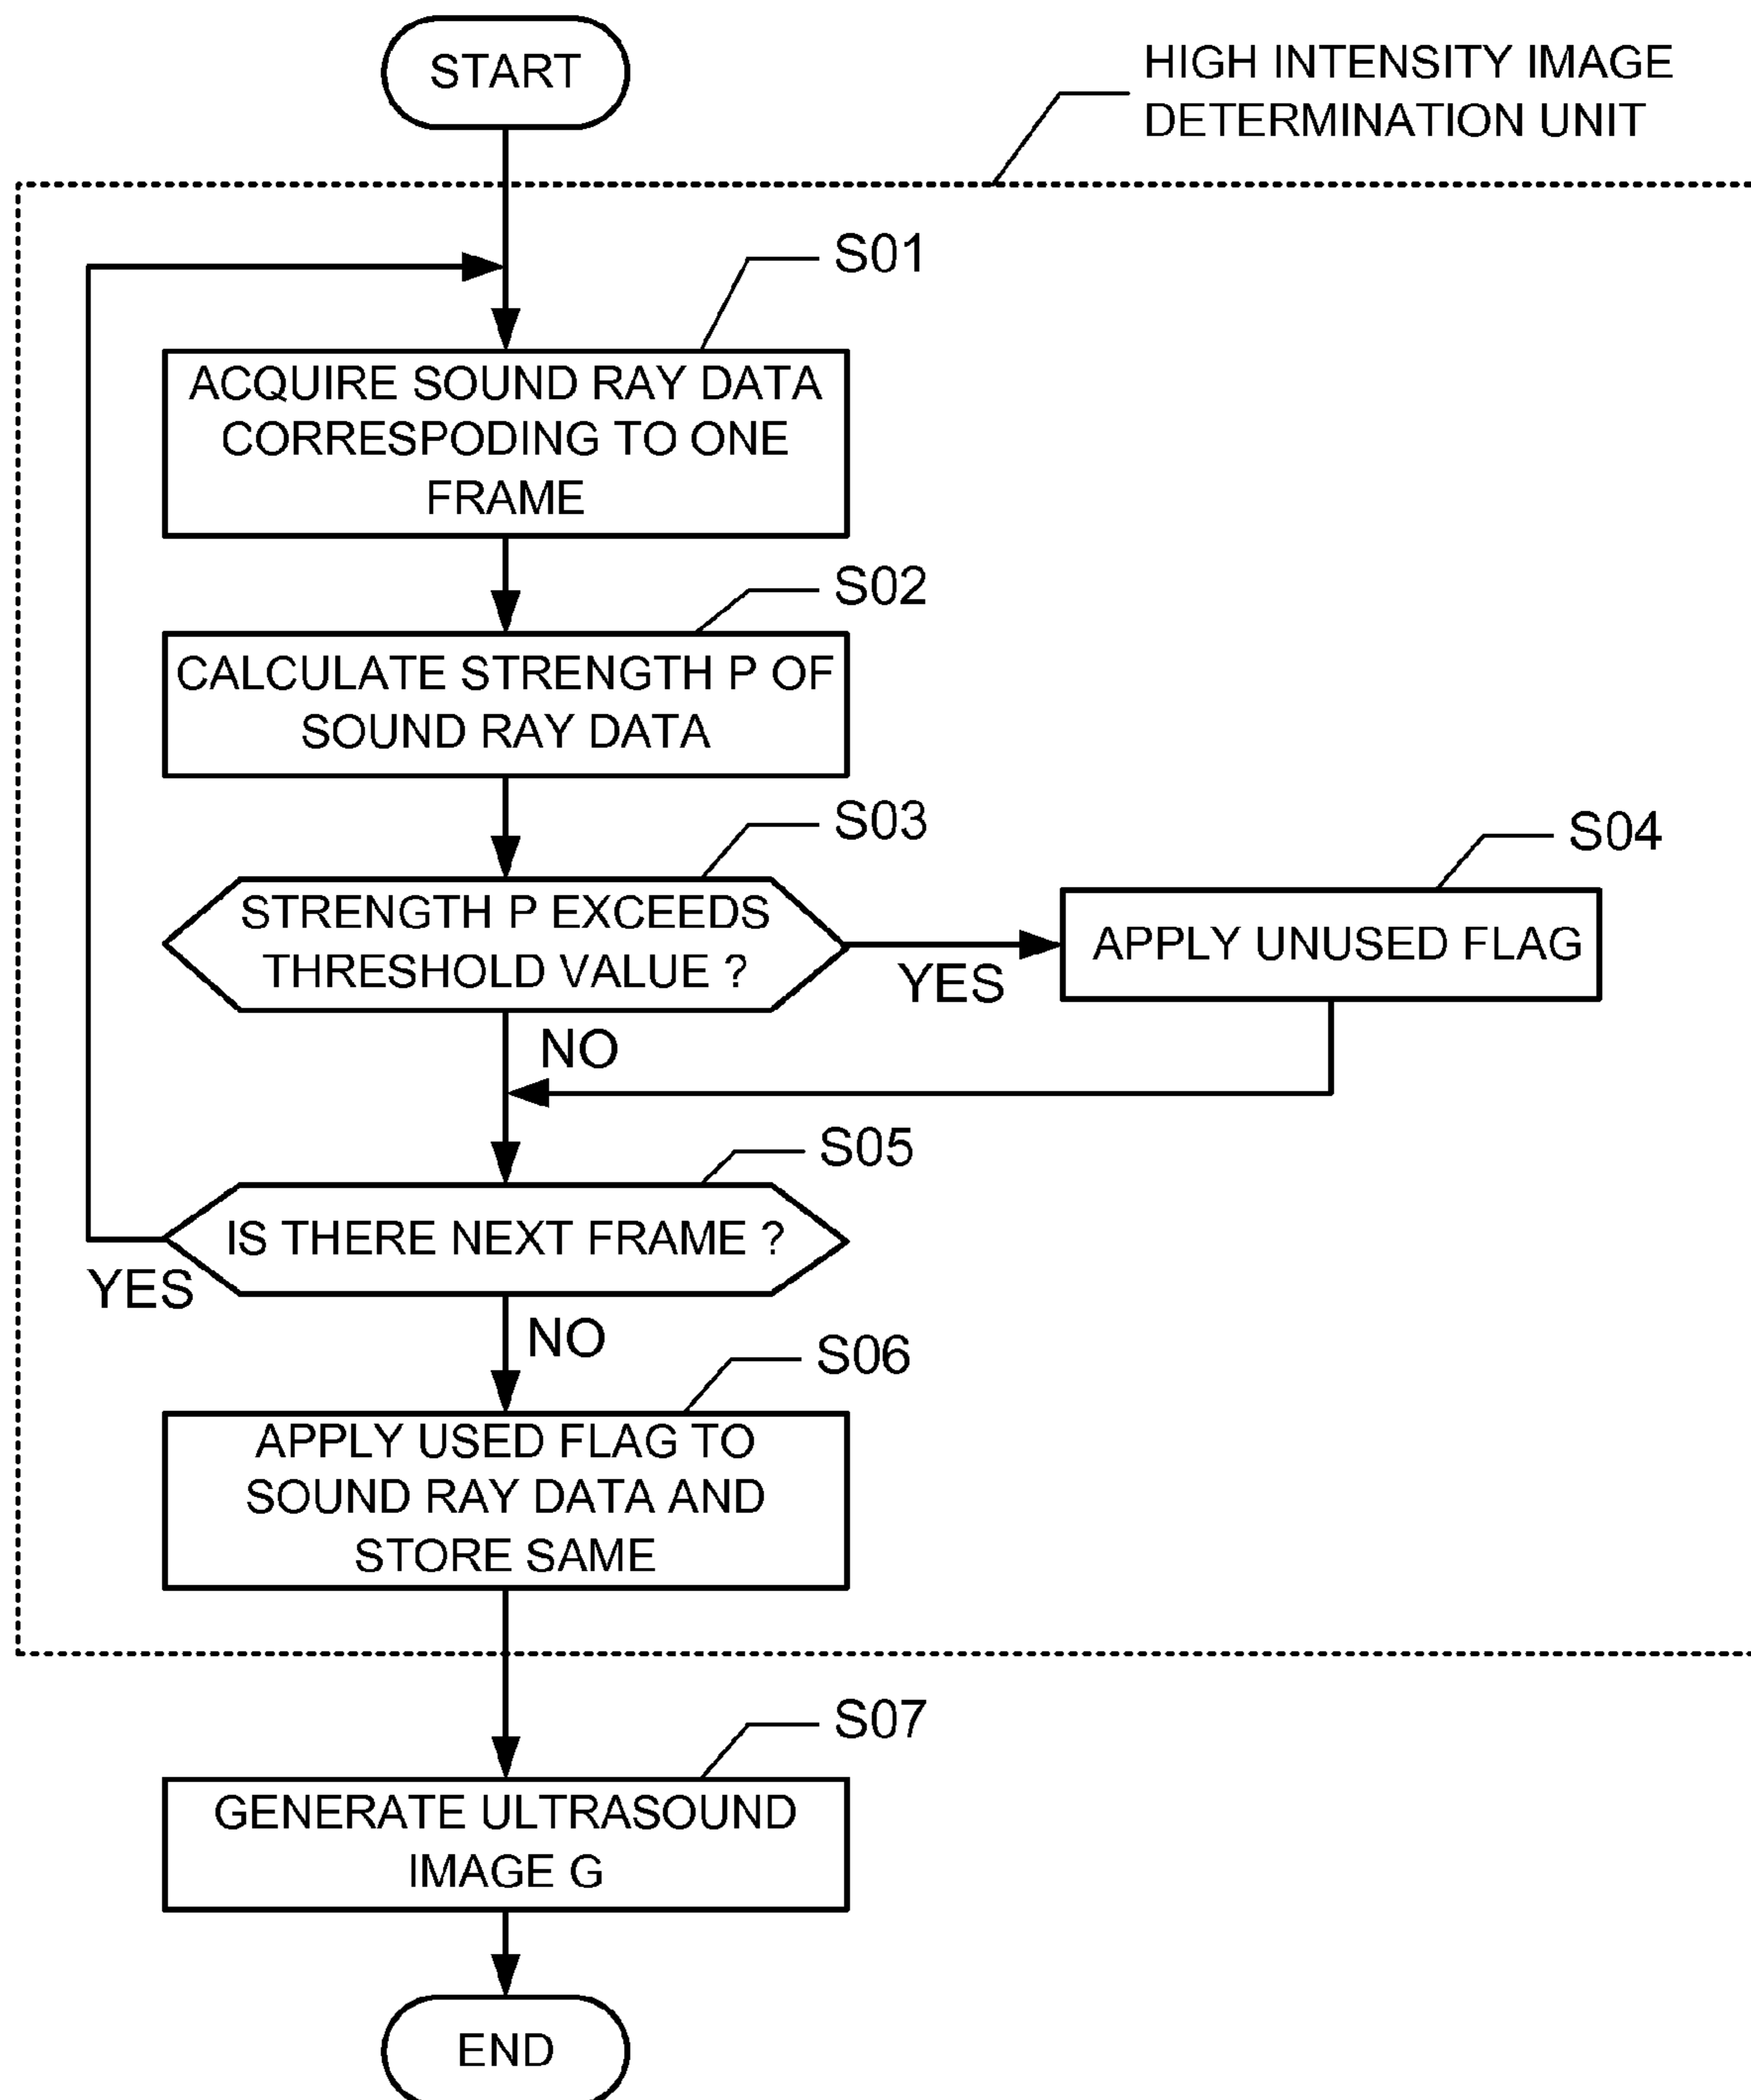 START
HIGH INTENSITY IMAGE
DETERMINATION UNIT
S01
ACQUIRE SOUND RAY DATA
CORRESPODING TO ONE
FRAME
S02
CALCULATE STRENGTH P OF
SOUND RAY DATA
S03
STRENGTH P EXCEEDS
THRESHOLD VALUE ?
YES
S04
APPLY UNUSED FLAG
NO
S05
IS THERE NEXT FRAME ?
YES
NO
S06
APPLY USED FLAG TO
SOUND RAY DATA AND
STORE SAME
S07
GENERATE ULTRASOUND
IMAGE G
END